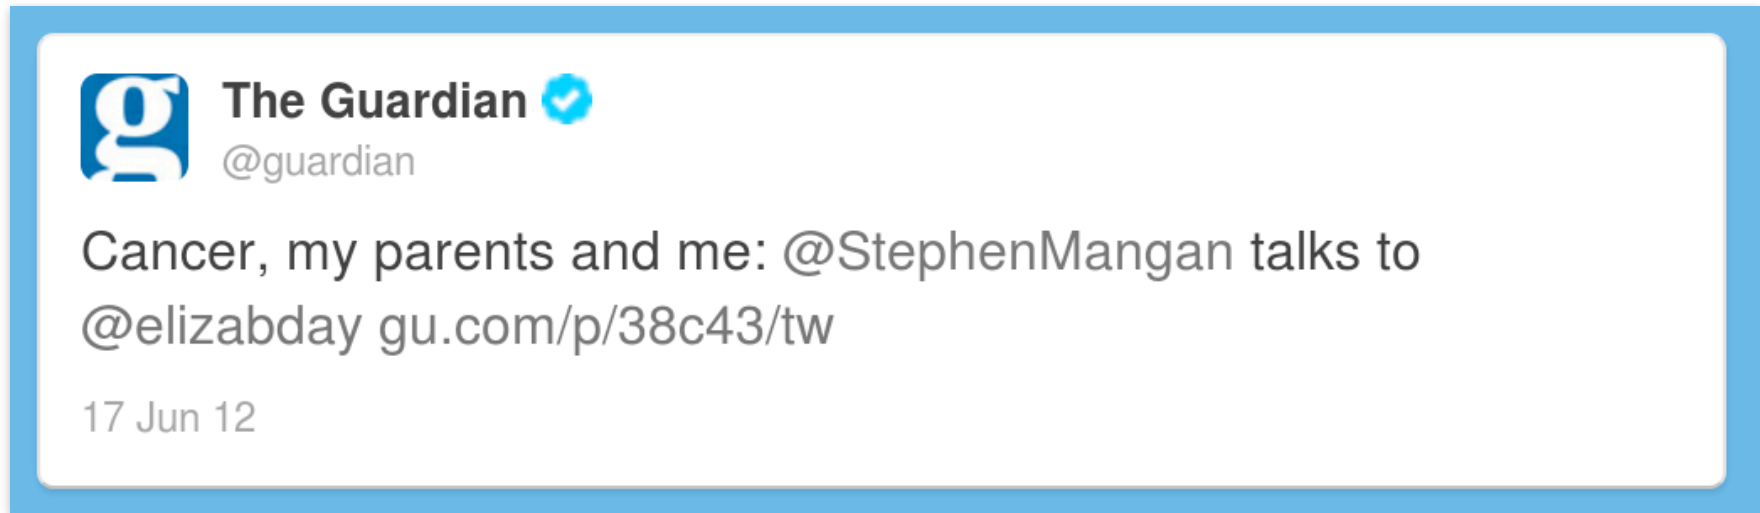 g
The Guardian
@guardian
Cancer, my parents and me: @StephenMangan talks to
@elizabday gu.com/p/38c43/tw
17 Jun 12